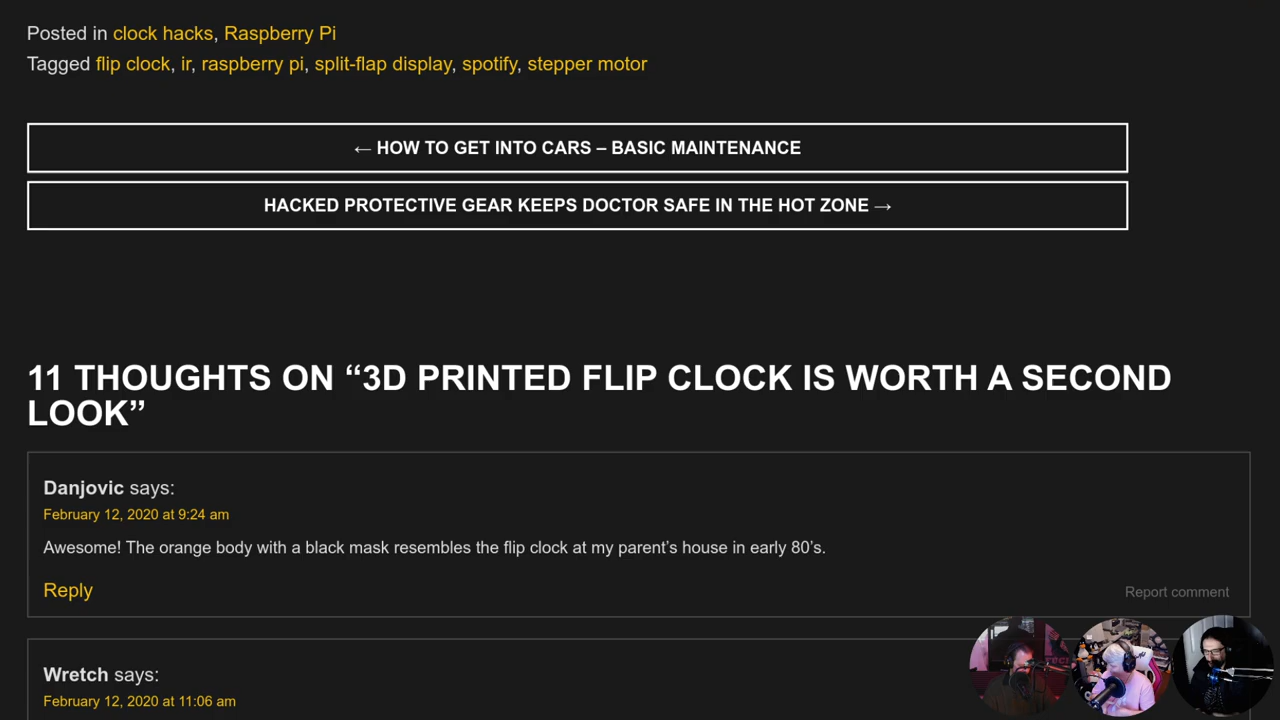 Posted in clock hacks, Raspberry Pi
Tagged flip clock, ir, raspberry pi, split-flap display, spotify, stepper motor
← HOW TO GET INTO CARS – BASIC MAINTENANCE
HACKED PROTECTIVE GEAR KEEPS DOCTOR SAFE IN THE HOT ZONE →
11 THOUGHTS ON “3D PRINTED FLIP CLOCK IS WORTH A SECOND
LOOK”
Danjovic says:
February 12, 2020 at 9:24 am
Awesome! The orange body with a black mask resembles the flip clock at my parent’s house in early 80’s.
Reply
Report comment
Wretch says:
February 12, 2020 at 11:06 am